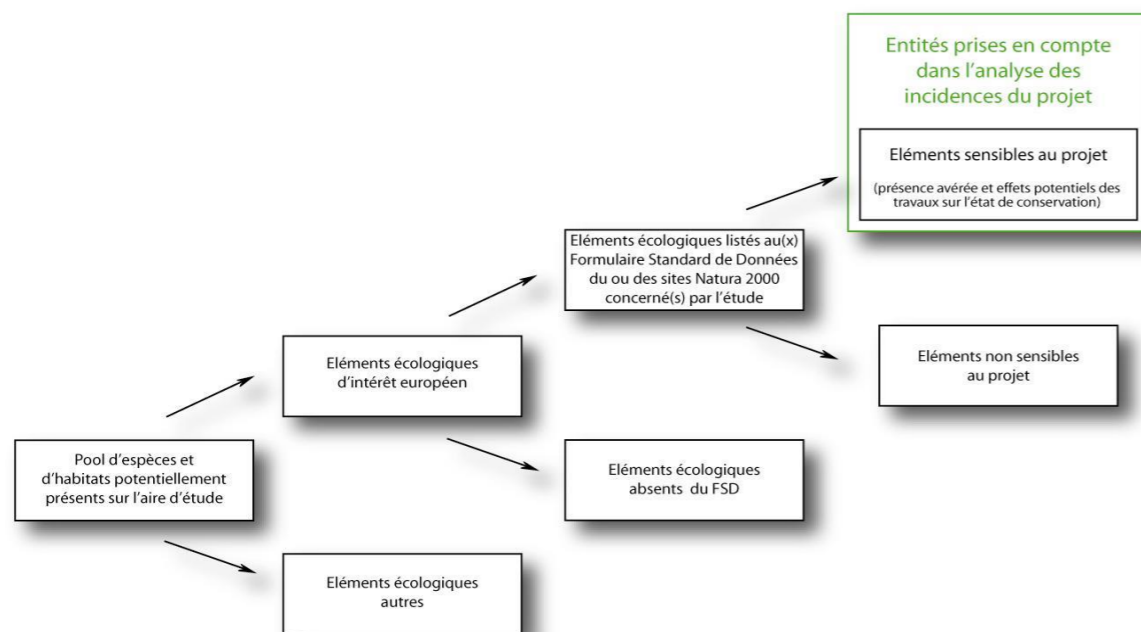 Entités prises en compte
dans l'analyse des
incidences du projet
Eléments sensibles au projet
(présence avérée et effets potentiels des
travaux sur l'état de conservation)
Eléments écologiques listés au(x)
Formulaire Standard de Données
du ou des sites Natura 2000
concerné(s) par l'étude
Eléments non sensibles
au projet
Eléments écologiques
d'intérêt européen
Pool d'espèces et
d'habitats potentiellement
présents sur l'aire d'étude
Eléments écologiques
absents du FSD
Eléments écologiques
autres